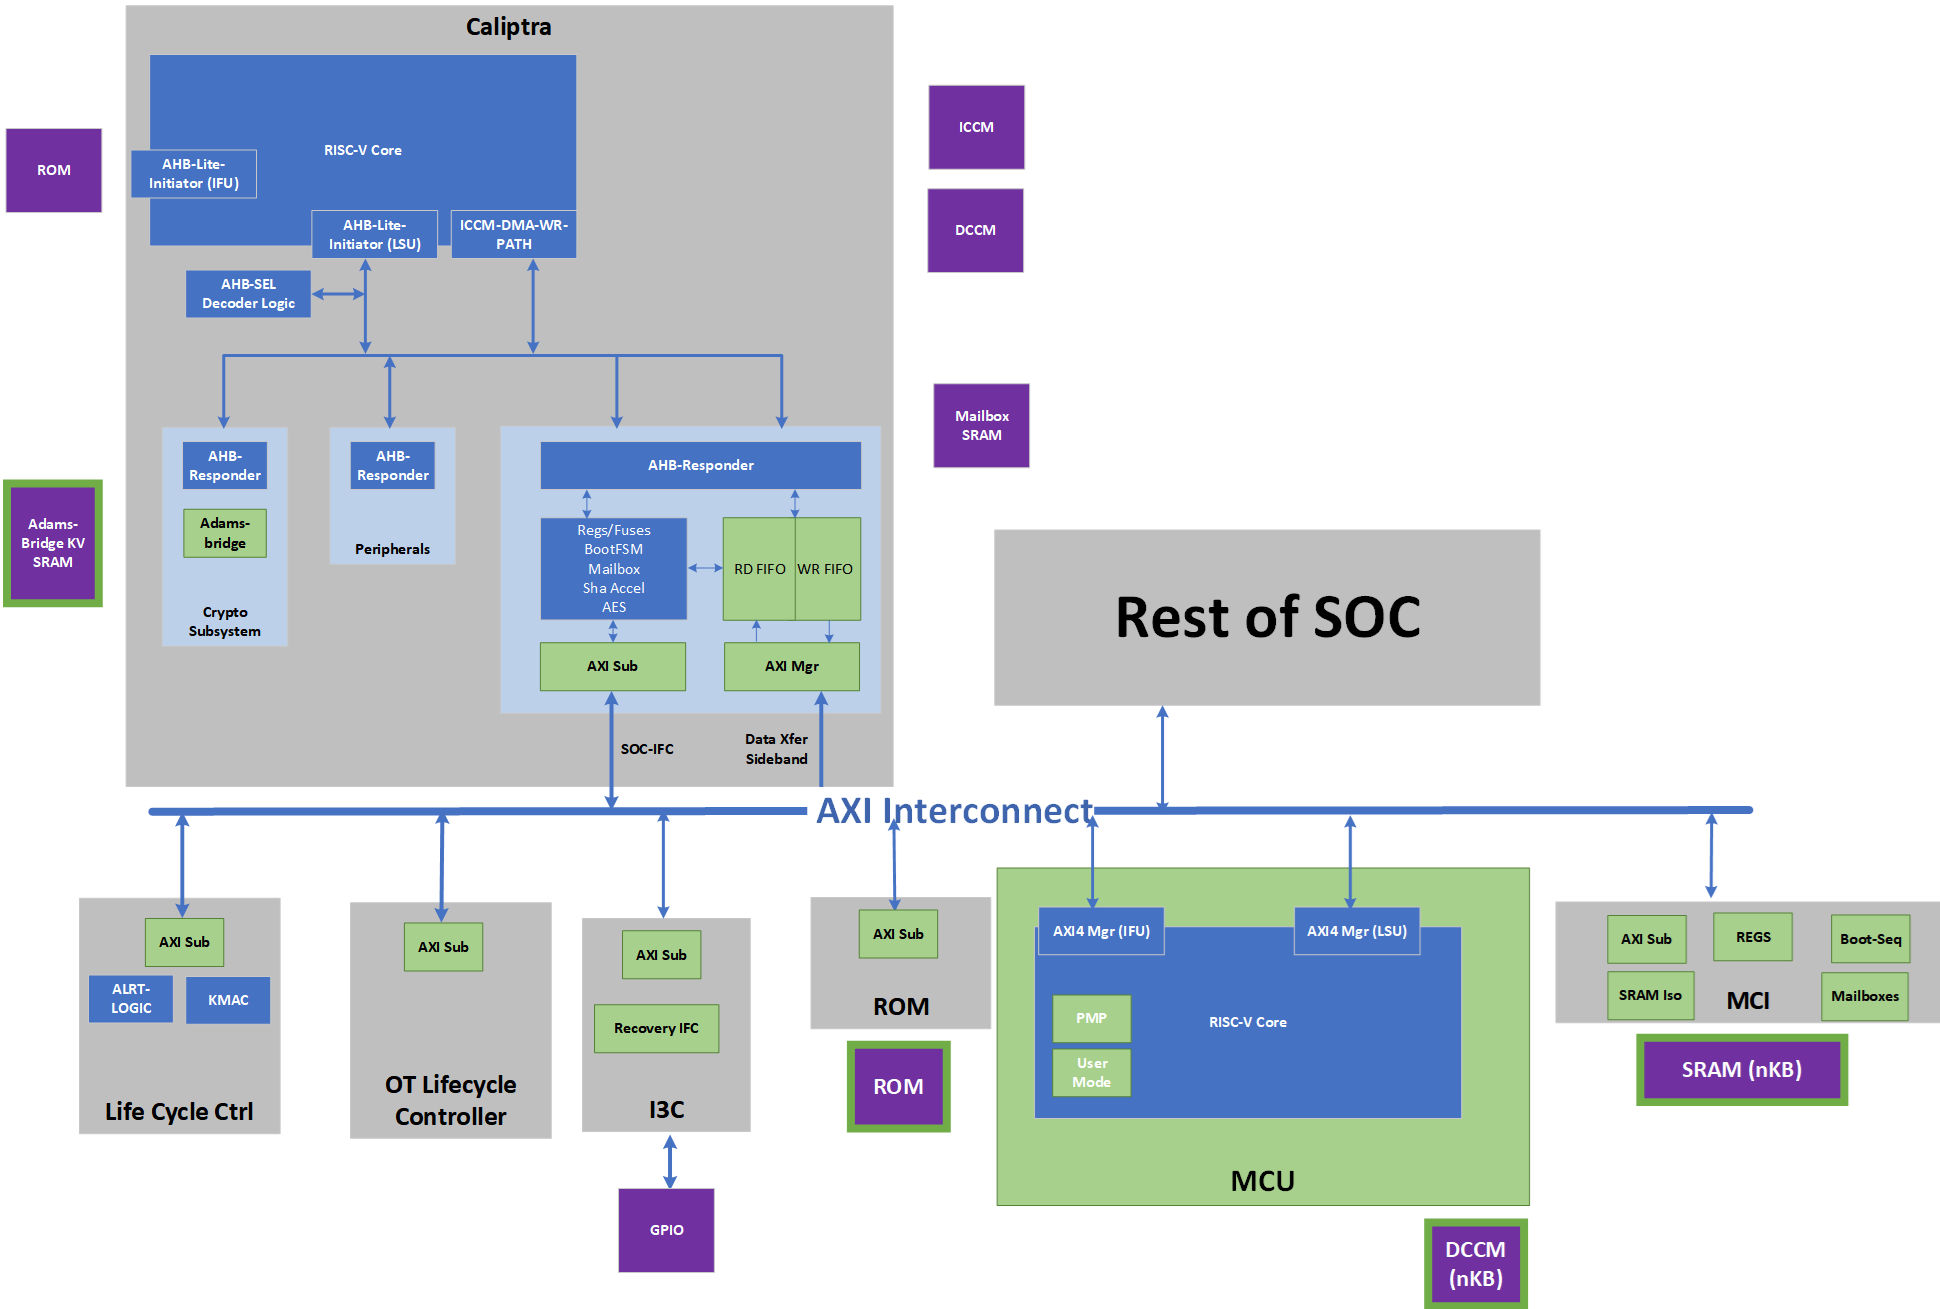 Caliptra
RISC-V Core
AHB-Lite-
Initiator (IFU)
AHB-Lite-
Initiator (LSU)
ICCM-DMA-WR-
PATH
AHB-SEL
Decoder Logic
ROM
ICCM
DCCM
Mailbox
SRAM
Adams-
Bridge KV
SRAM
AHB-
Responder
Adams-
bridge
Crypto
Subsystem
AHB-
Responder
Peripherals
AHB-Responder
Regs/Fuses
BootFSM
Mailbox
Sha Accel
AES
RD FIFO
WR FIFO
AXI Sub
AXI Mgr
SOC-IFC
Data Xfer
Sideband
Rest of SOC
AXI Interconnect
AXI Sub
ALRT-
LOGIC
KMAC
Life Cycle Ctrl
AXI Sub
OT Lifecycle
Controller
AXI Sub
Recovery IFC
I3C
GPIO
AXI Sub
ROM
ROM
AXI4 Mgr (IFU)
AXI4 Mgr (LSU)
PMP
User
Mode
RISC-V Core
MCU
DCCM
(nKB)
AXI Sub
REGS
Boot-Seq
SRAM Iso
MCI
Mailboxes
SRAM (nKB)